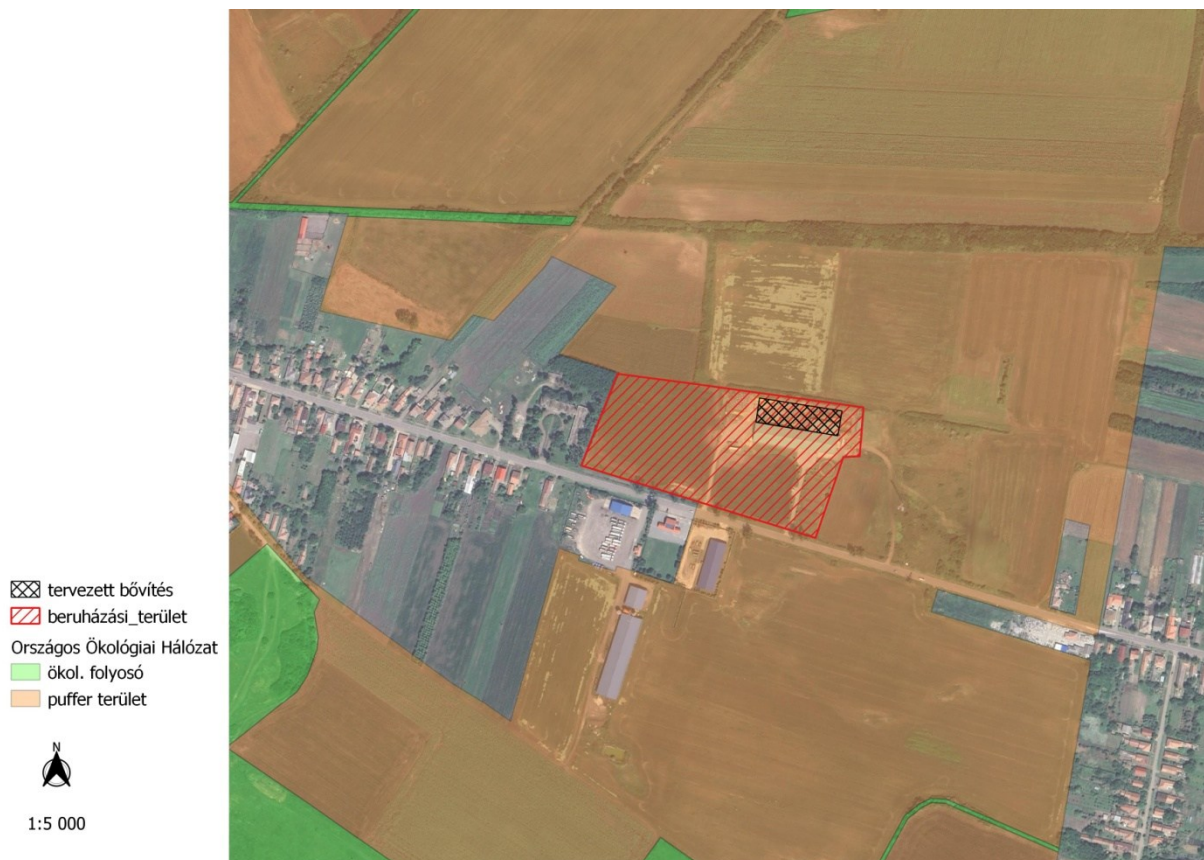 tervezett bővítés
beruházási_terület
Országos Ökológiai Hálózat
ökol. folyosó
puffer terület
N
1:5 000